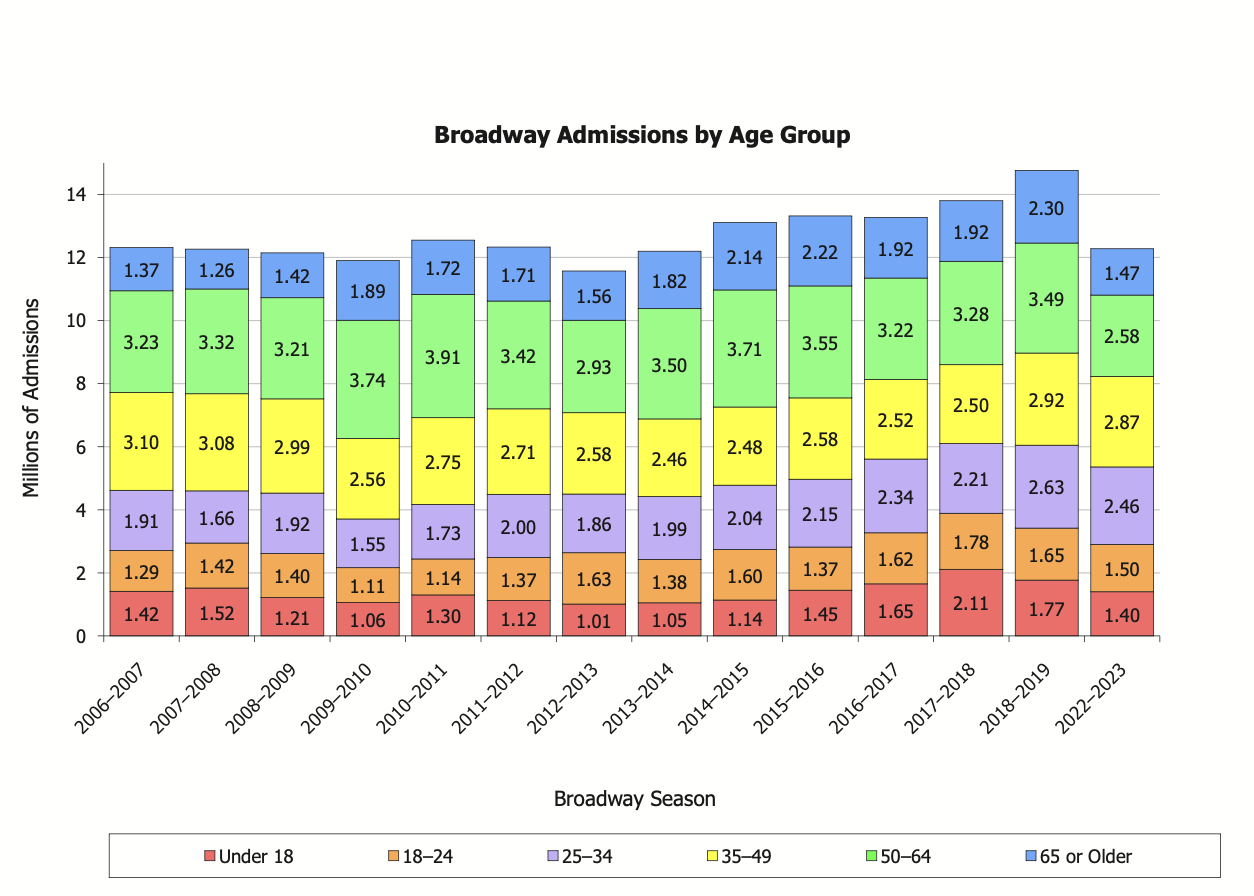 Broadway Admissions by Age Group
Millions of Admissions
14
12
10
8
6
4
2
0
1.37 1.26 1.42 1.89 1.72 1.71 1.56 1.82 2.14 2.22 1.92 1.92 2.30 1.47
3.23 3.32 3.21 3.74 3.91 3.42 2.93 3.50 3.71 3.55 3.22 3.28 3.49 2.58
3.10 3.08 2.99 2.56 2.75 2.71 2.58 2.46 2.48 2.58 2.52 2.50 2.92 2.87
1.91 1.66 1.92 1.55 1.73 2.00 1.86 1.99 2.04 2.15 2.34 2.21 2.63 2.46
1.29 1.42 1.40 1.11 1.14 1.37 1.63 1.38 1.60 1.37 1.62 1.78 1.65 1.50
1.42 1.52 1.21 1.06 1.30 1.12 1.01 1.05 1.14 1.45 1.65 2.11 1.77 1.40
2006–2007 2007–2008 2008–2009 2009–2010 2010–2011 2011–2012 2012–2013 2013–2014 2014–2015 2015–2016 2016–2017 2017–2018 2018–2019 2022–2023
Broadway Season
Under 18 18–24 25–34 35–49 50–64 65 or Older